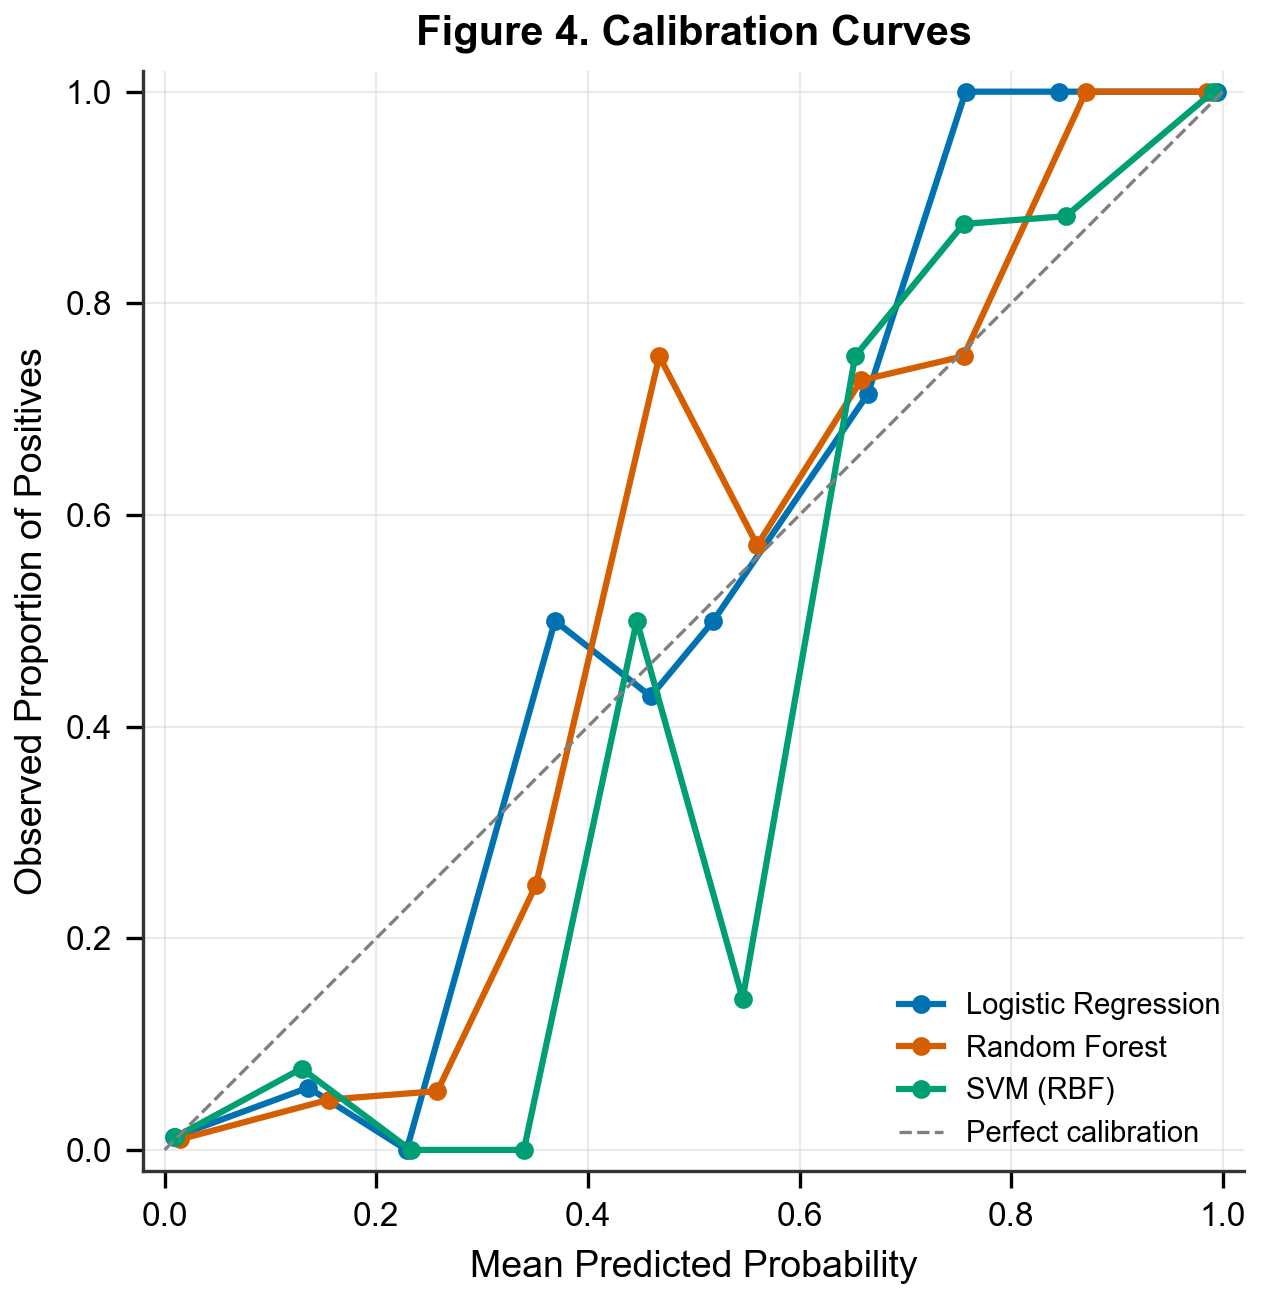 Figure 4. Calibration Curves
Observed Proportion of Positives
1.0
0.8
0.6
0.4
0.2
0.0
Logistic Regression
Random Forest
SVM (RBF)
Perfect calibration
0.0 0.2 0.4 0.6 0.8 1.0
Mean Predicted Probability